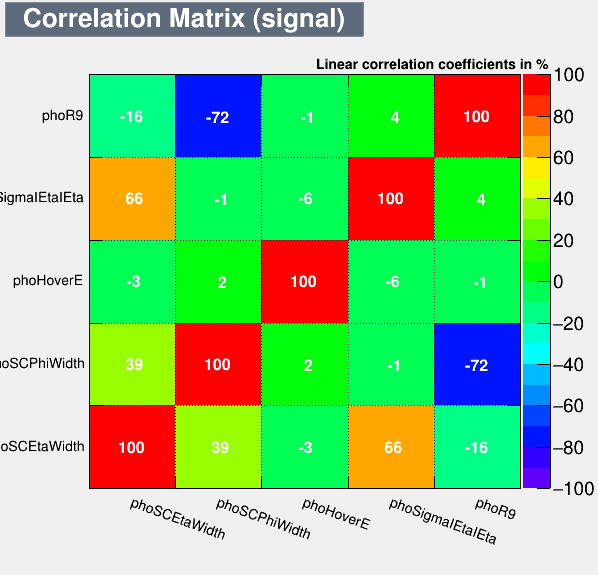 Correlation Matrix (signal)
Linear correlation coefficients in %
phoR9 -16 -72 -1 4 100 100
80
60
SigmaIEtaIEta 66 -1 -6 100 4 40
20
phoHoverE -3 2 100 -6 -1 0
−20
−40
oSCPhiWidth 39 100 2 -1 -72 −60
−80
oSCEtaWidth 100 39 -3 66 -16 −100
phoSCEtaWidth phoSCPhiWidth phoHoverE phoSigmaIEtaIEta phoR9